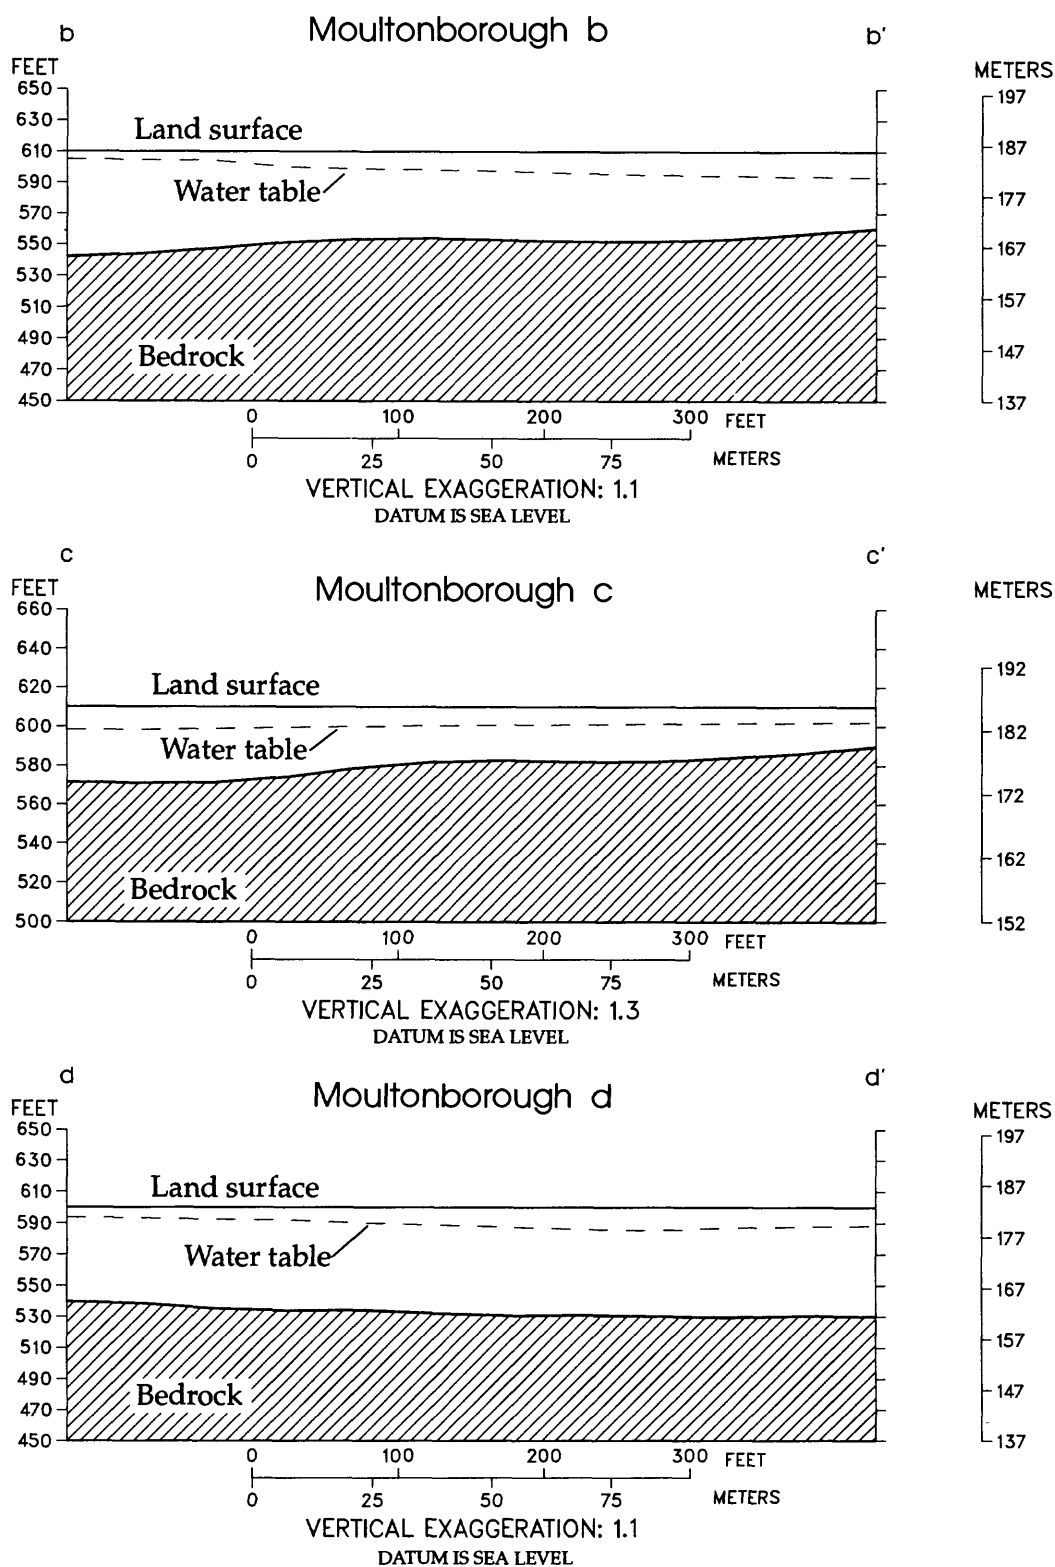 b Moultonborough b b'
FEET METERS
650
630
610
590
570
550
530
510
490
470
450
197
187
177
167
157
147
137
Land surface
Water table
Bedrock
0 100 200 300 FEET
0 25 50 75 METERS
VERTICAL EXAGGERATION: 1.1
DATUM IS SEA LEVEL
c Moultonborough c c'
FEET METERS
660
640
620
600
580
560
540
520
500
192
182
172
162
152
Land surface
Water table
Bedrock
0 100 200 300 FEET
0 25 50 75 METERS
VERTICAL EXAGGERATION: 1.3
DATUM IS SEA LEVEL
d Moultonborough d d'
FEET METERS
650
630
610
590
570
550
530
510
490
470
450
197
187
177
167
157
147
137
Land surface
Water table
Bedrock
0 100 200 300 FEET
0 25 50 75 METERS
VERTICAL EXAGGERATION: 1.1
DATUM IS SEA LEVEL